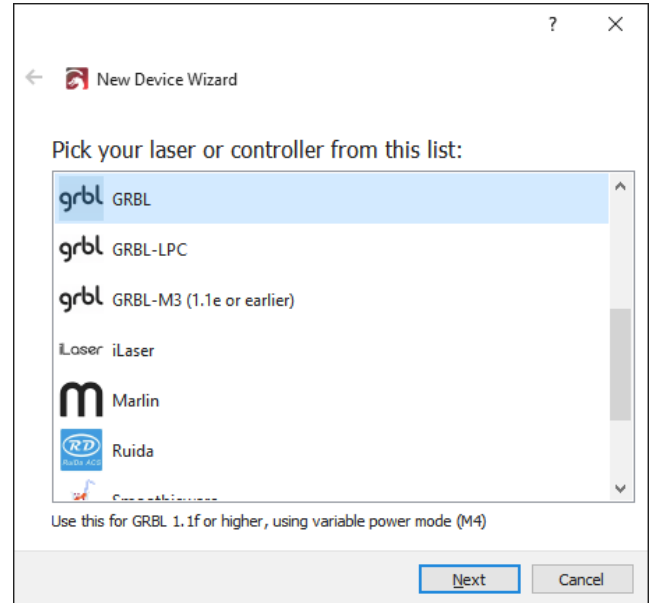 ?
New Device Wizard
Pick your laser or controller from this list:
grbl GRBL
grbl GRBL-LPC
grbl GRBL-M3 (1.1e or earlier)
iLaser iLaser
m Marlin
RD RuiDa ACS Ruida
Use this for GRBL 1.1f or higher, using variable power mode (M4)
Next Cancel